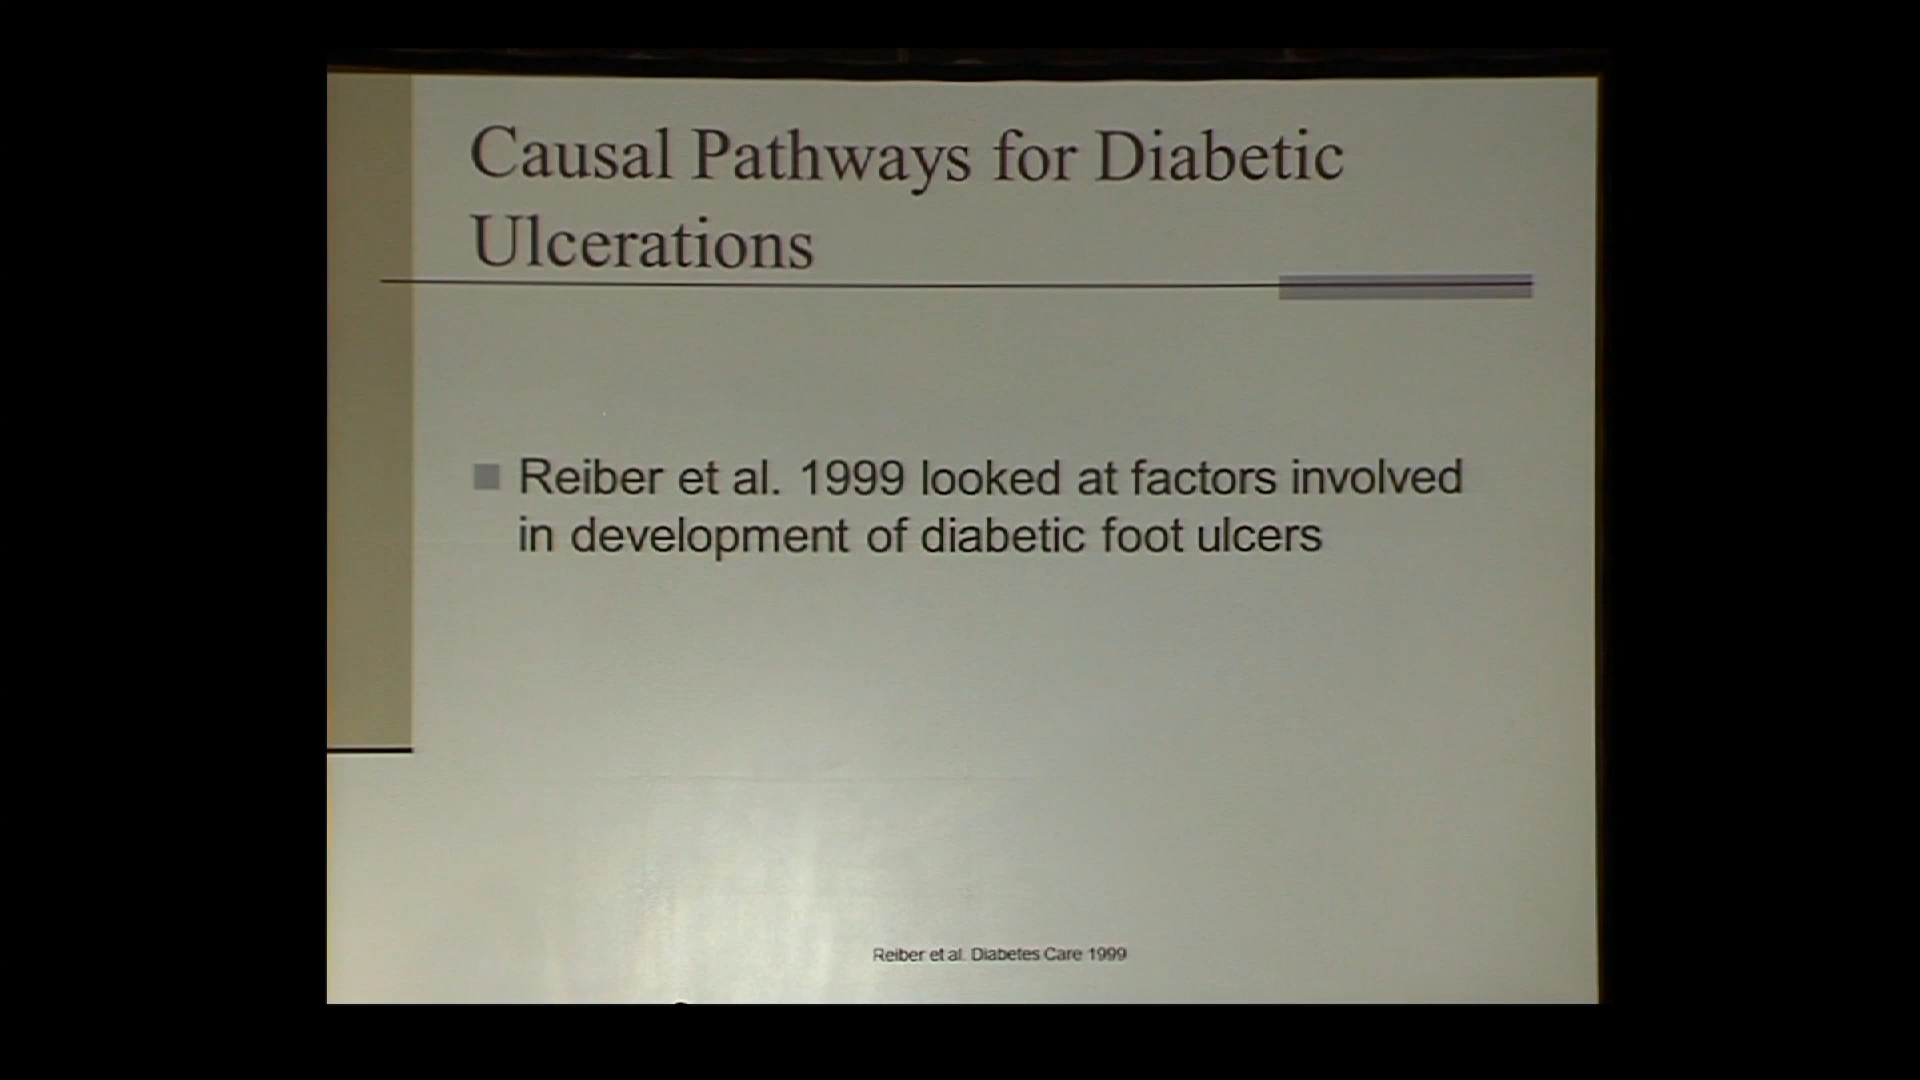 Causal Pathways for Diabetic
Ulcerations
Reiber et al. 1999 looked at factors involved
in development of diabetic foot ulcers
Reiber et al. Diabetes Care 1999